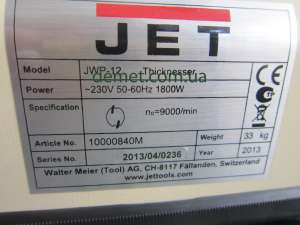 JET
Model JWP-12 Thicknesser
demet.com.ua
Power ~230V 50-60Hz 1800W
Specification n₀=9000/min
Article No. 10000840M Weight 33 kg
Series No. 2013/04/0236 Year 2013
Walter Meier (Tool) AG, CH-8117 Fällanden, Switzerland
www.jettools.com